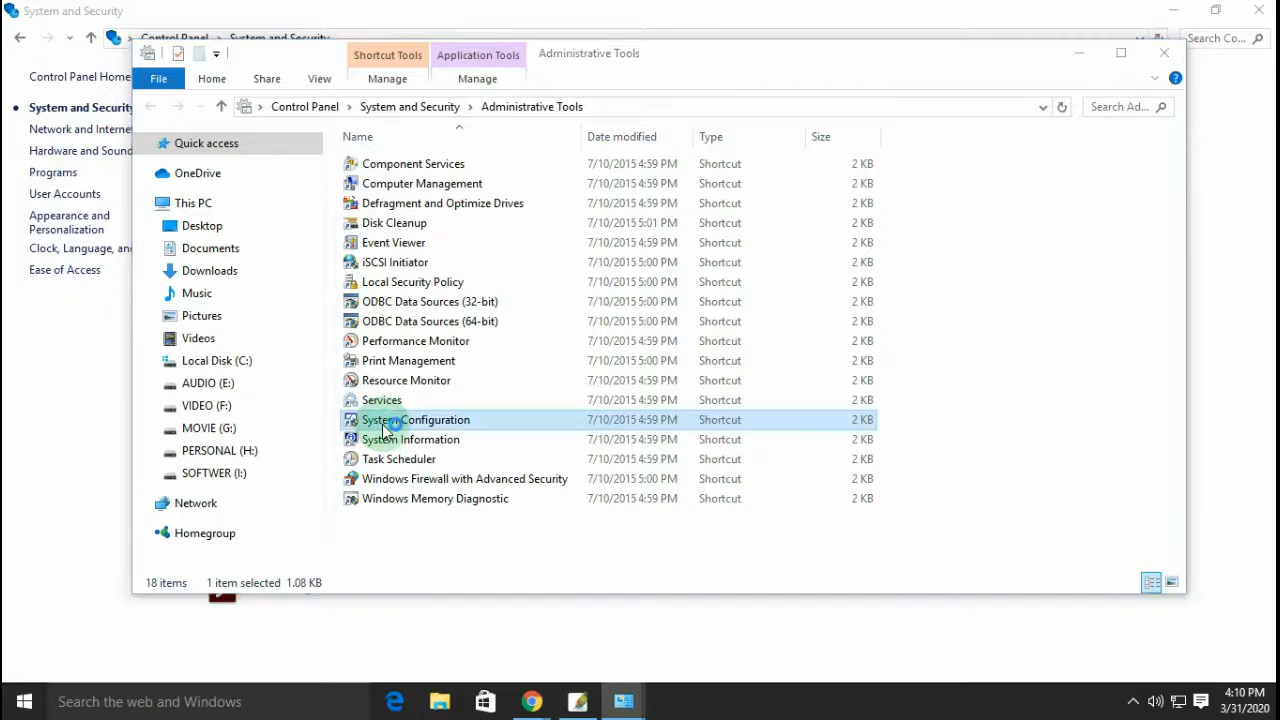 System and Security
Control Panel System and Security
Search Co...
Control Panel Home
System and Security
Network and Interne
Hardware and Sound
Programs
User Accounts
Appearance and
Personalization
Clock, Language, an
Ease of Access
Shortcut Tools Application Tools Administrative Tools
File Home Share View Manage Manage
Control Panel System and Security Administrative Tools
Search Ad...
Quick access
OneDrive
This PC
Desktop
Documents
Downloads
Music
Pictures
Videos
Local Disk (C:)
AUDIO (E:)
VIDEO (F:)
MOVIE (G:)
PERSONAL (H:)
SOFTWER (I:)
Network
Homegroup
Name Date modified Type Size
Component Services 7/10/2015 4:59 PM Shortcut 2 KB
Computer Management 7/10/2015 4:59 PM Shortcut 2 KB
Defragment and Optimize Drives 7/10/2015 4:59 PM Shortcut 2 KB
Disk Cleanup 7/10/2015 5:01 PM Shortcut 2 KB
Event Viewer 7/10/2015 4:59 PM Shortcut 2 KB
iSCSI Initiator 7/10/2015 4:59 PM Shortcut 2 KB
Local Security Policy 7/10/2015 5:00 PM Shortcut 2 KB
ODBC Data Sources (32-bit) 7/10/2015 5:00 PM Shortcut 2 KB
ODBC Data Sources (64-bit) 7/10/2015 5:00 PM Shortcut 2 KB
Performance Monitor 7/10/2015 4:59 PM Shortcut 2 KB
Print Management 7/10/2015 5:00 PM Shortcut 2 KB
Resource Monitor 7/10/2015 4:59 PM Shortcut 2 KB
Services 7/10/2015 4:59 PM Shortcut 2 KB
System Configuration 7/10/2015 4:59 PM Shortcut 2 KB
System Information 7/10/2015 4:59 PM Shortcut 2 KB
Task Scheduler 7/10/2015 4:59 PM Shortcut 2 KB
Windows Firewall with Advanced Security 7/10/2015 5:00 PM Shortcut 2 KB
Windows Memory Diagnostic 7/10/2015 4:59 PM Shortcut 2 KB
18 items 1 item selected 1.08 KB
Search the web and Windows
4:10 PM
3/31/2020